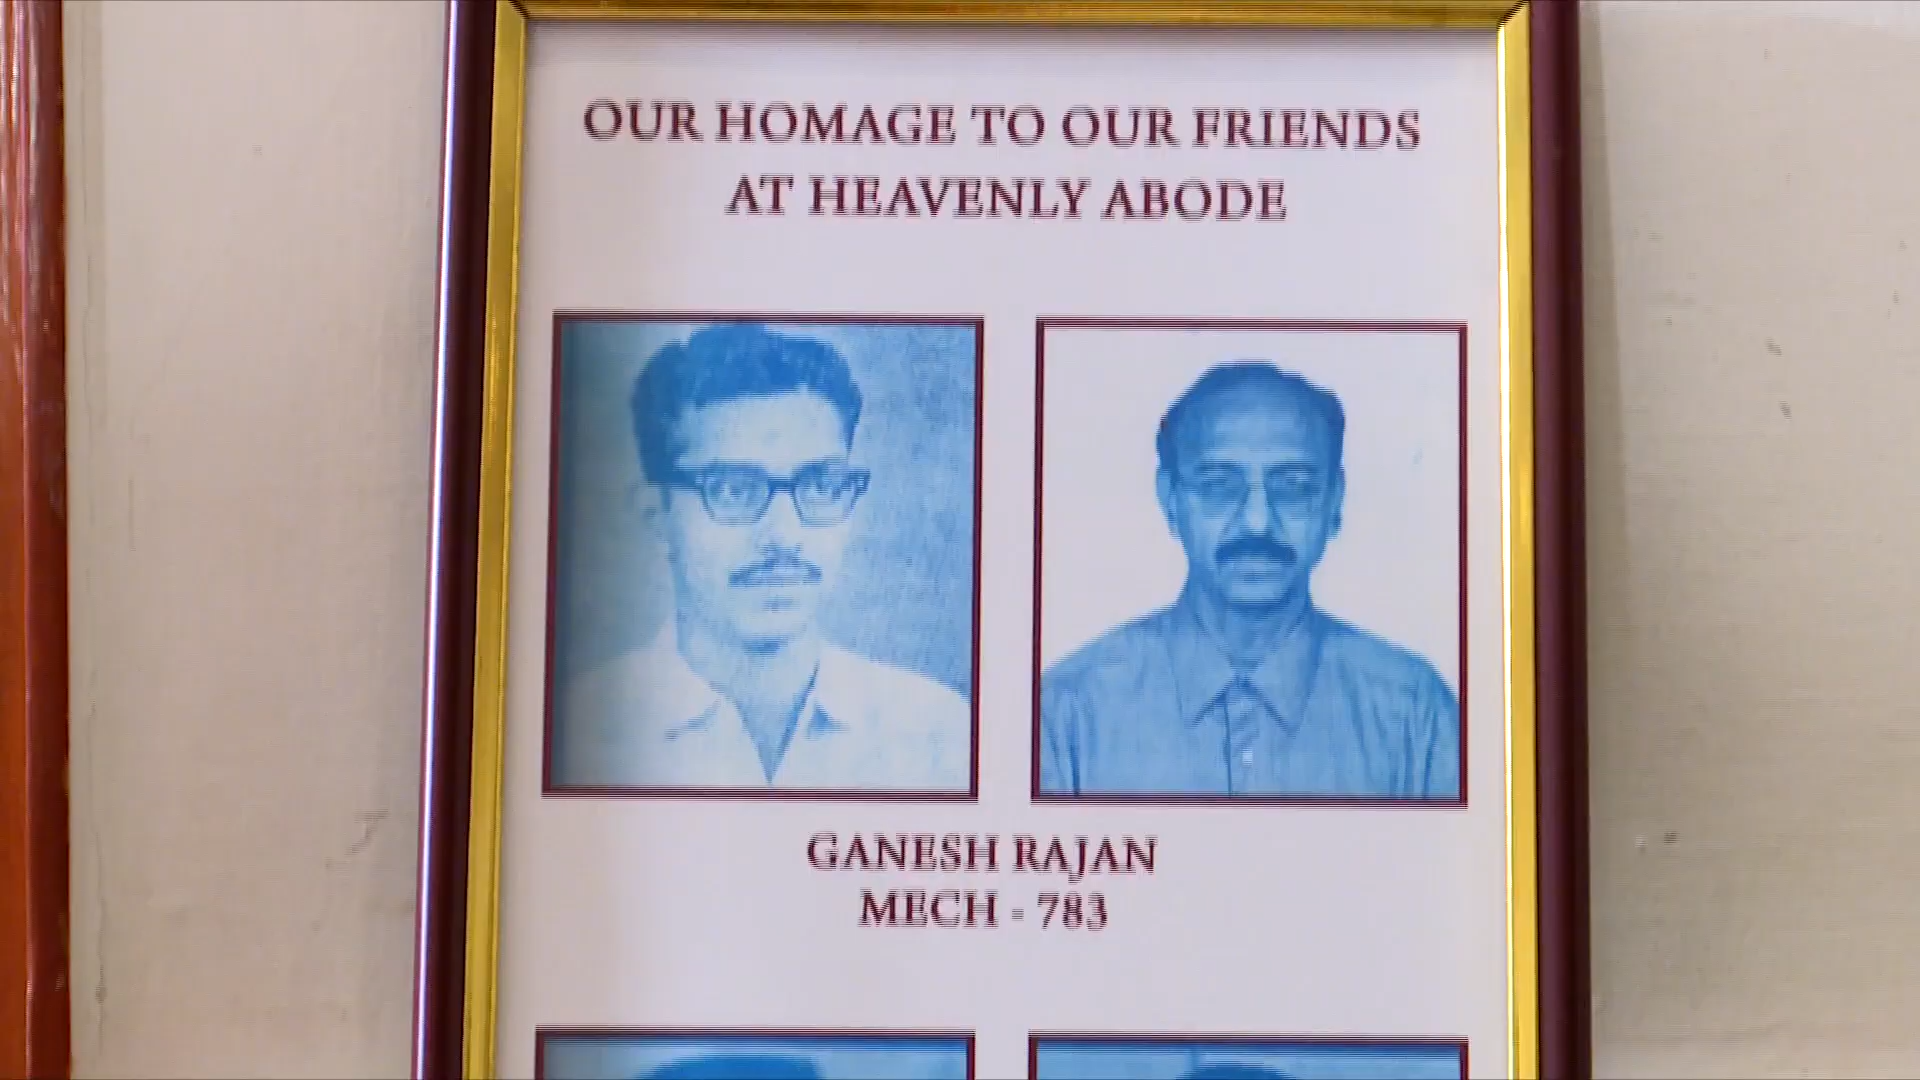 OUR HOMAGE TO OUR FRIENDS
AT HEAVENLY ABODE
GANESH RAJAN
MECH - 783